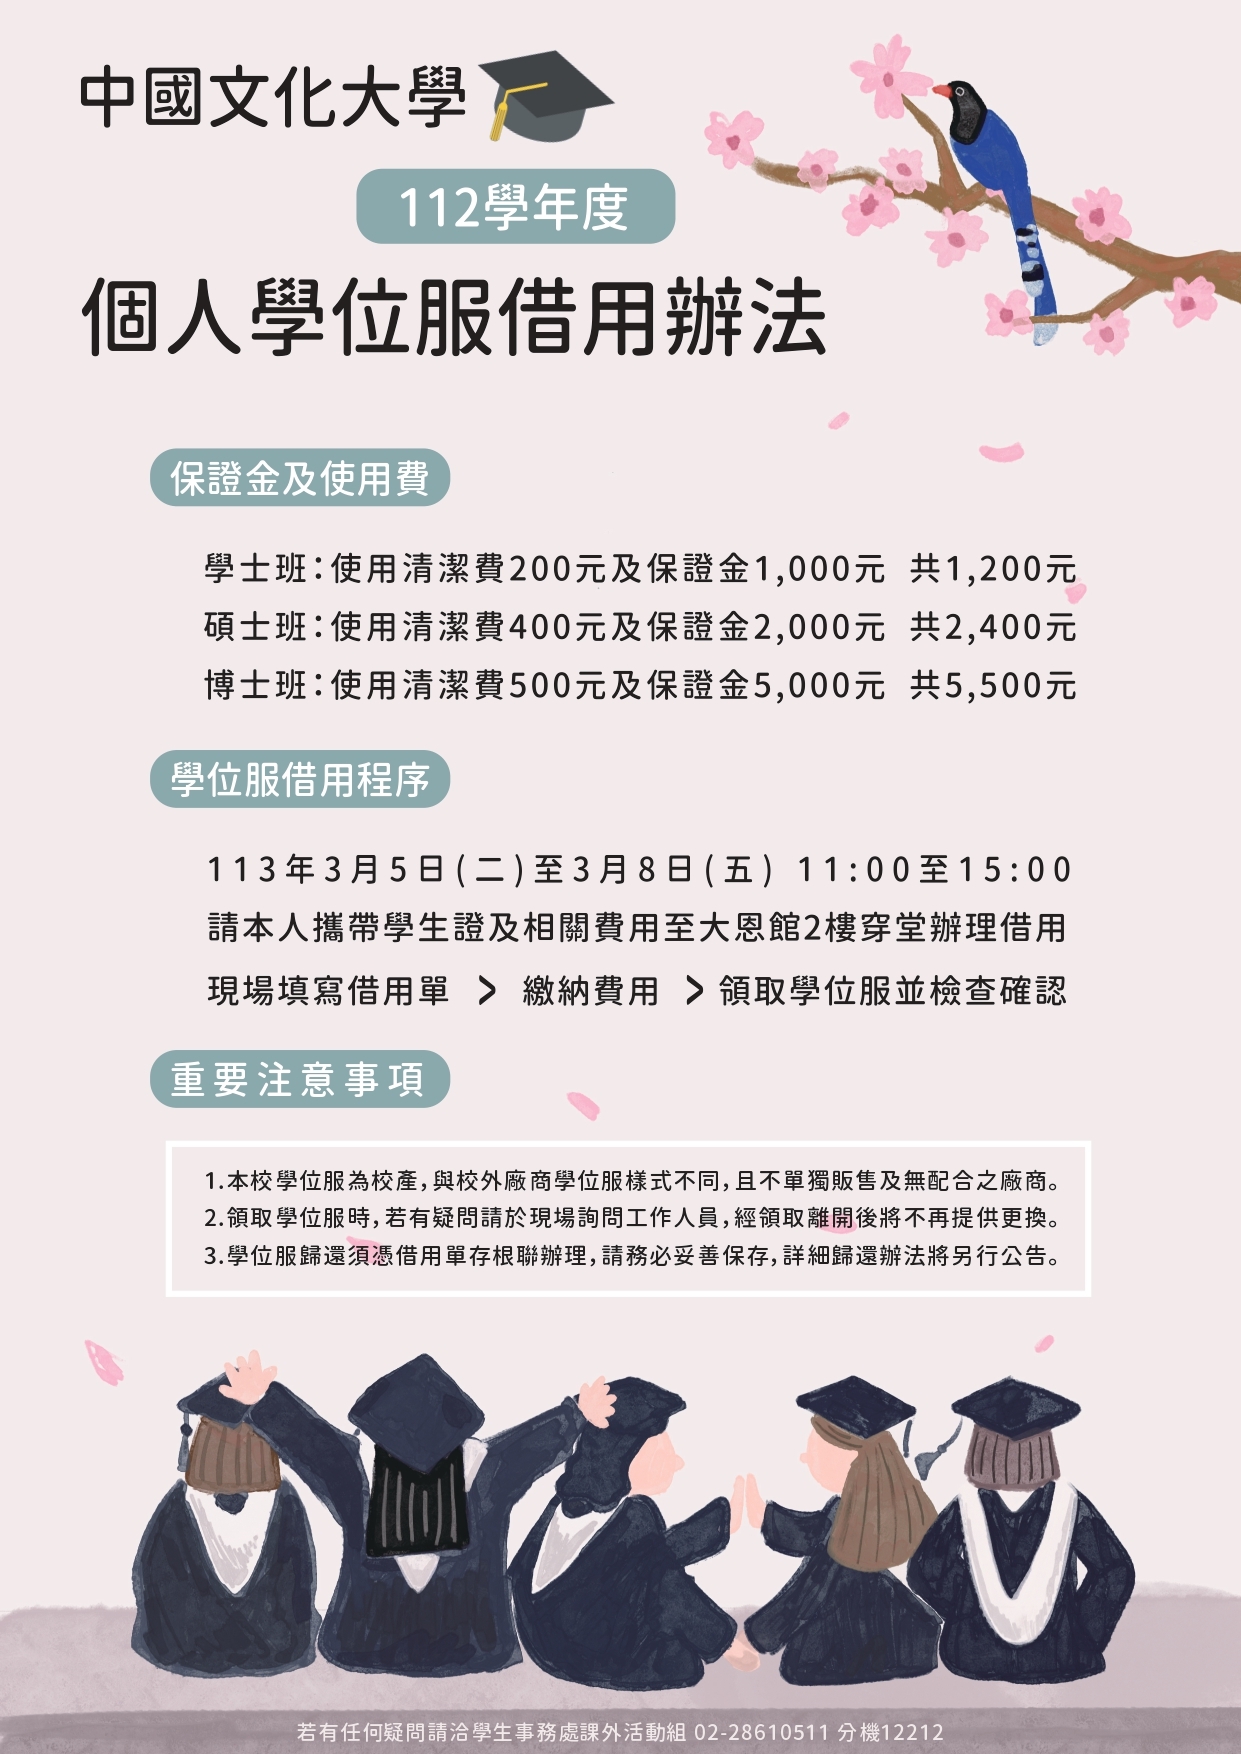 中國文化大學
112學年度
個人學位服借用辦法
保證金及使用費
學士班：使用清潔費200元及保證金1,000元 共1,200元
碩士班：使用清潔費400元及保證金2,000元 共2,400元
博士班：使用清潔費500元及保證金5,000元 共5,500元
學位服借用程序
113年3月5日(二)至3月8日(五) 11:00至15:00
請本人攜帶學生證及相關費用至大恩館2樓穿堂辦理借用
現場填寫借用單 > 繳納費用 > 領取學位服並檢查確認
重要注意事項
1.本校學位服為校產，與校外廠商學位服樣式不同，且不單獨販售及無配合之廠商。
2.領取學位服時，若有疑問請於現場詢問工作人員，經領取離開後將不再提供更換。
3.學位服歸還須憑借用單存根聯辦理，請務必妥善保存，詳細歸還辦法將另行公告。
若有任何疑問請洽學生事務處課外活動組 02-28610511 分機12212